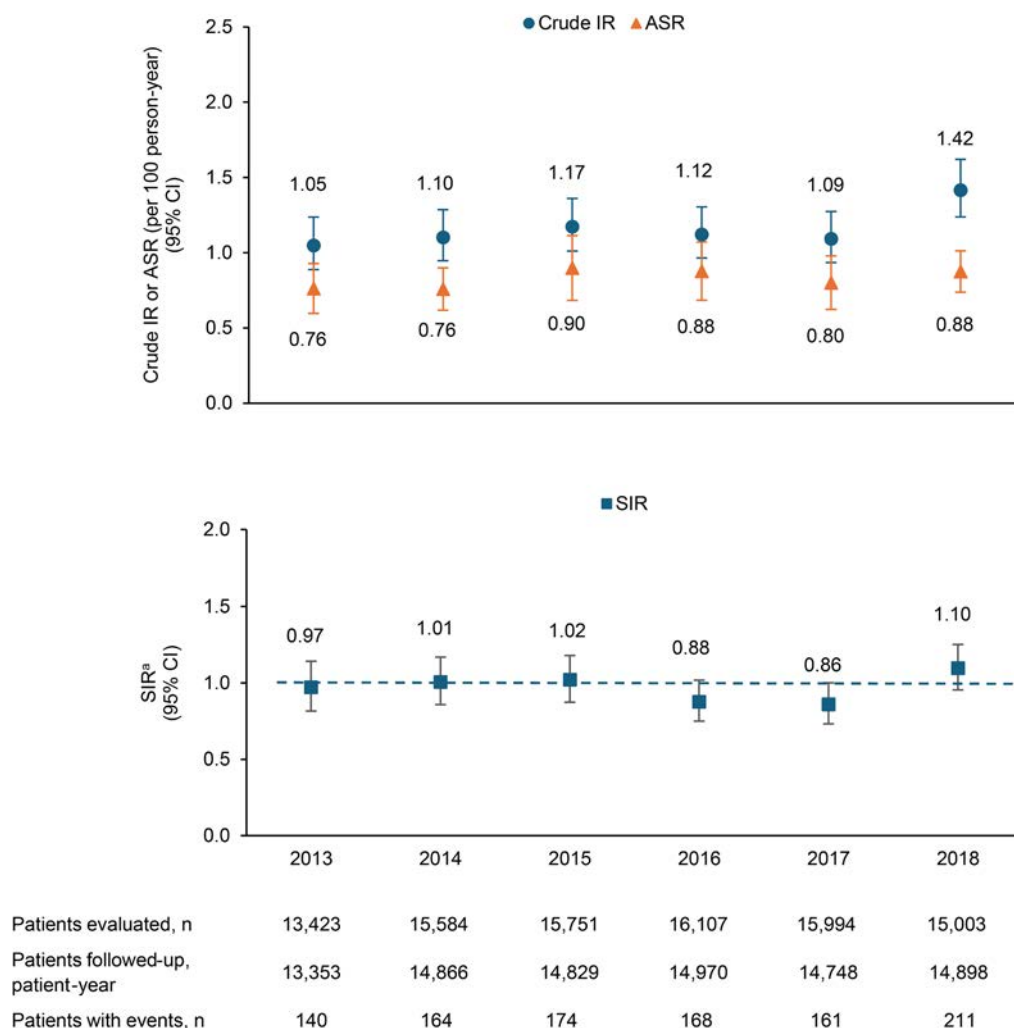 Crude IR ASR
Crude IR or ASR (per 100 person-year)
(95% CI)
2.5
2.0
1.5
1.0
0.5
0.0
1.05 1.10 1.17 1.12 1.09 1.42
0.76 0.76 0.90 0.88 0.80 0.88
SIR
SIRᵃ
(95% CI)
2.0
1.5
1.0
0.5
0.0
0.97 1.01 1.02 0.88 0.86 1.10
2013 2014 2015 2016 2017 2018
Patients evaluated, n 13,423 15,584 15,751 16,107 15,994 15,003
Patients followed-up,
patient-year 13,353 14,866 14,829 14,970 14,748 14,898
Patients with events, n 140 164 174 168 161 211